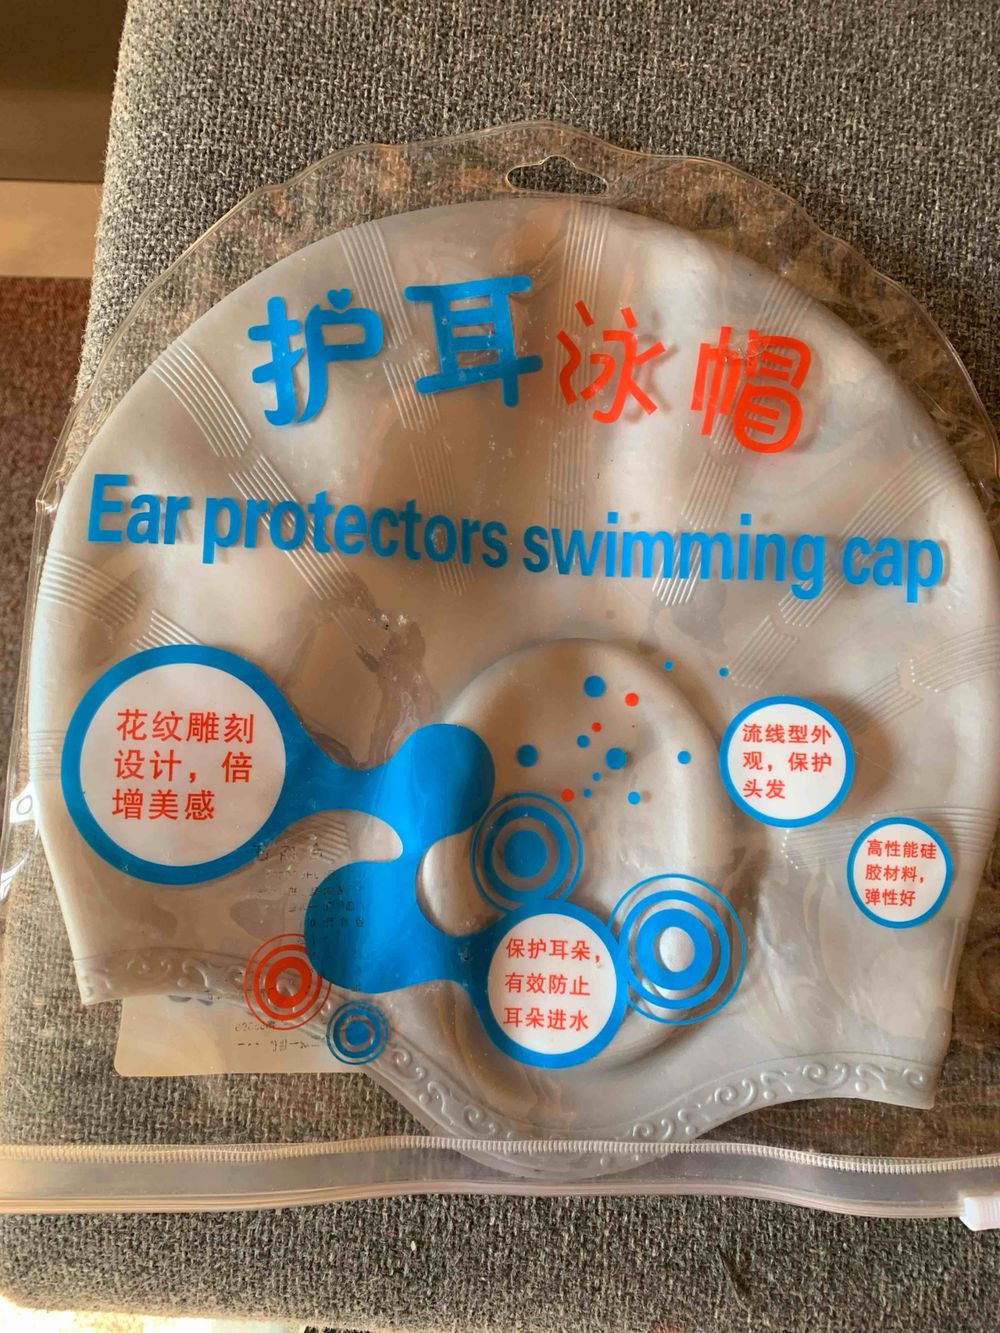 护耳泳帽
Ear protectors swimming cap
花纹雕刻
设计，倍
增美感
流线型外
观，保护
头发
高性能硅
胶材料，
弹性好
保护耳朵，
有效防止
耳朵进水